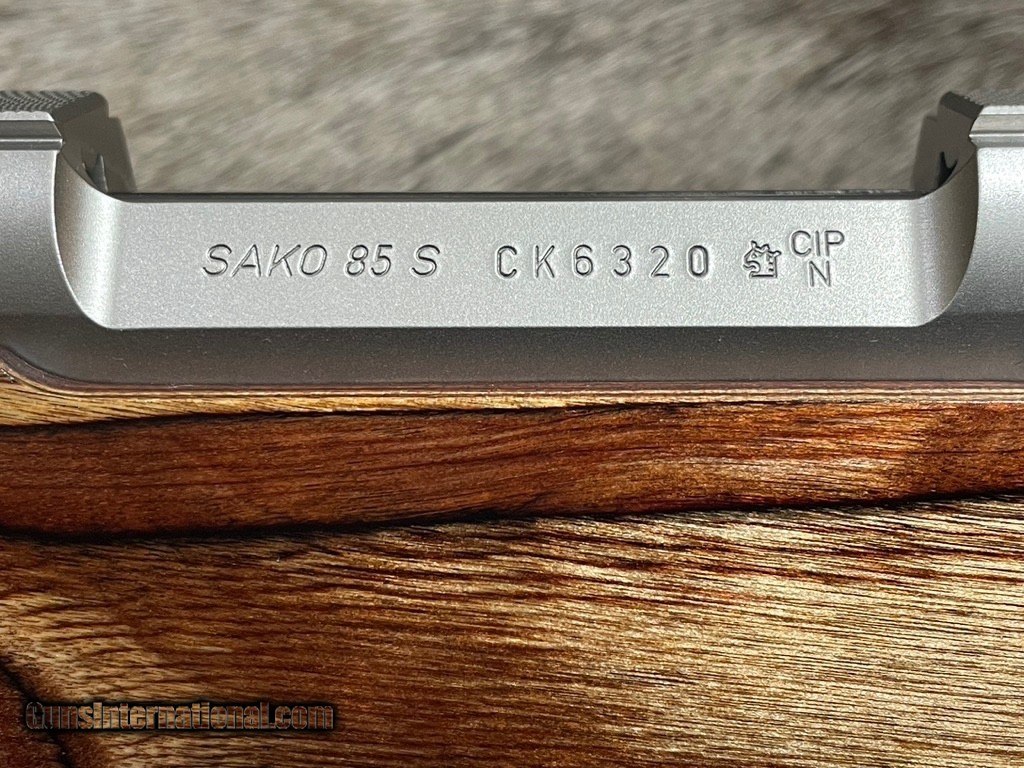 SAKO 85 S CK6320 CIP
N
GunsInternational.com